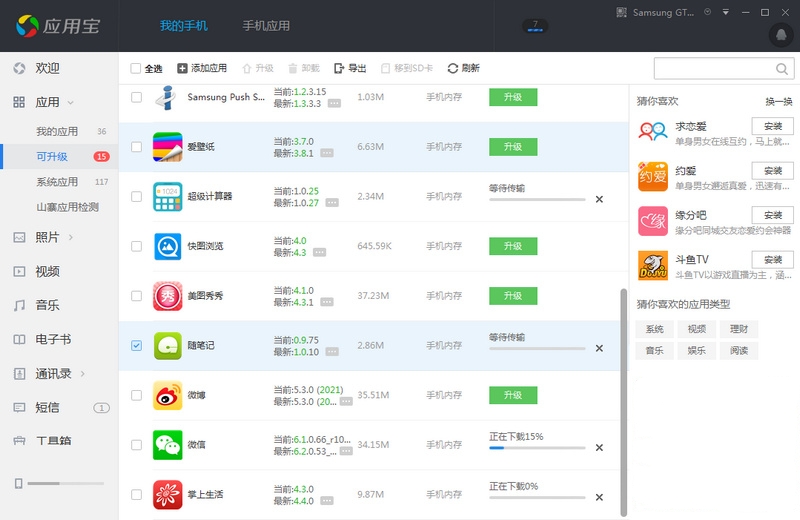 应用宝
我的手机
手机应用
7
Samsung GT...
欢迎
应用
我的应用 36
可升级 15
系统应用 117
山寨应用检测
照片
视频
音乐
电子书
通讯录
短信 1
工具箱
全选 添加应用 升级 卸载 导出 移到SD卡 刷新
Samsung Push S... 当前:1.2.3.15 1.03M 手机内存 升级
最新:1.3.3.3
爱壁纸 当前:3.7.0 6.63M 手机内存 升级
最新:3.8.1
1024
超级计算器 当前:1.0.25 2.34M 手机内存 等待传输
最新:1.0.27
快图浏览 当前:4.0 645.59K 手机内存 升级
最新:4.3
秀
美图秀秀 当前:4.1.0 37.23M 手机内存 升级
最新:4.3.1
随笔记 当前:0.9.75 2.86M 手机内存 等待传输
最新:1.0.10
微博 当前:5.3.0 (2021) 35.51M 手机内存 升级
最新:5.3.0 (20...
微信 当前:6.1.0.66_r10... 34.15M 手机内存 正在下载15%
最新:6.2.0.53_...
掌上生活 当前:4.3.0 9.87M 手机内存 正在下载0%
最新:4.4.0
猜你喜欢 换一换
求恋爱 安装
单身男女在线互约，马上就...
约爱
约爱 安装
单身男女邂逅真爱，迅速有...
缘
缘分吧 安装
缘分吧同城交友恋爱约会神器
DOUYU
斗鱼TV 安装
斗鱼TV以游戏直播为主，涵...
猜你喜欢的应用类型
系统 视频 理财
音乐 娱乐 阅读